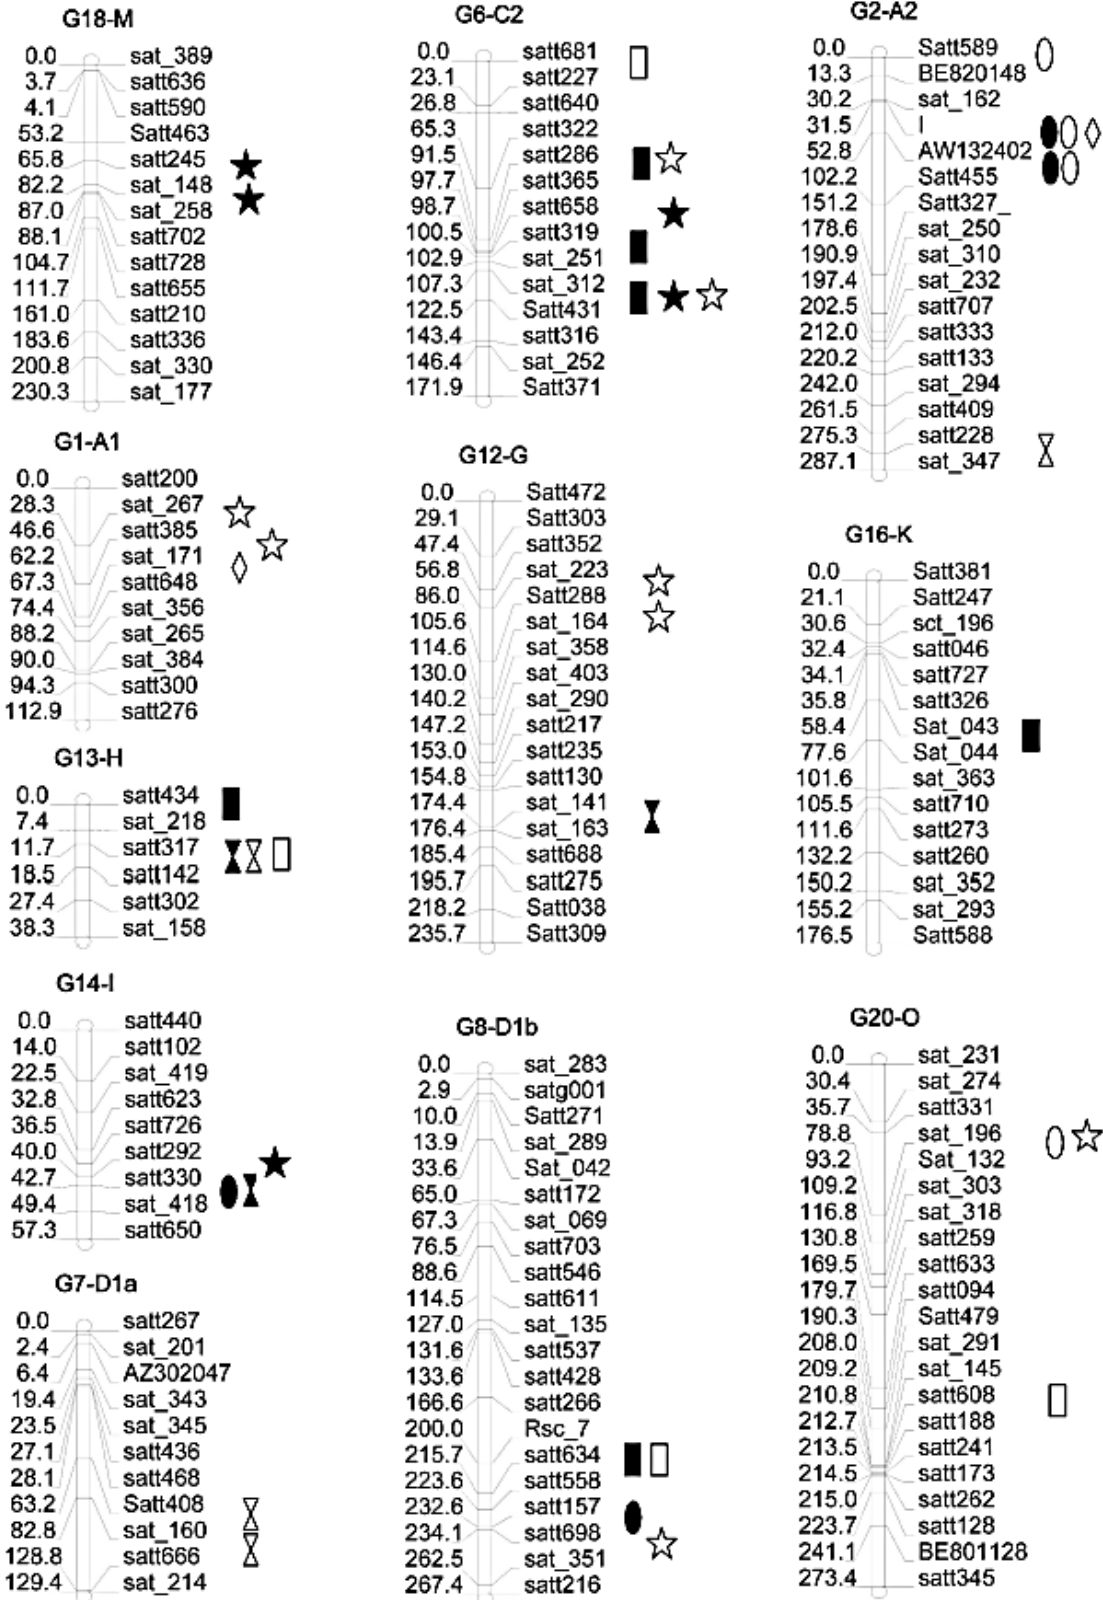 G18-M
0.0 sat_389
3.7 satt636
4.1 satt590
53.2 Satt463
65.8 satt245
82.2 sat_148
87.0 sat_258
88.1 satt702
104.7 satt728
111.7 satt655
161.0 satt210
183.6 satt336
200.8 sat_330
230.3 sat_177
G1-A1
0.0 satt200
28.3 sat_267
46.6 satt385
62.2 sat_171
67.3 satt648
74.4 sat_356
88.2 sat_265
90.0 sat_384
94.3 satt300
112.9 satt276
G13-H
0.0 satt434
7.4 sat_218
11.7 satt317
18.5 satt142
27.4 satt302
38.3 sat_158
G14-I
0.0 satt440
14.0 satt102
22.5 sat_419
32.8 satt623
36.5 satt726
40.0 satt292
42.7 satt330
49.4 sat_418
57.3 satt650
G7-D1a
0.0 satt267
2.4 sat_201
6.4 AZ302047
19.4 sat_343
23.5 sat_345
27.1 satt436
28.1 satt468
63.2 Satt408
82.8 sat_160
128.8 satt666
129.4 sat_214
G6-C2
0.0 satt681
23.1 satt227
26.8 satt640
65.3 satt322
91.5 satt286
97.7 satt365
98.7 satt658
100.5 satt319
102.9 sat_251
107.3 sat_312
122.5 Satt431
143.4 satt316
146.4 sat_252
171.9 Satt371
G12-G
0.0 Satt472
29.1 Satt303
47.4 satt352
56.8 sat_223
86.0 Satt288
105.6 sat_164
114.6 sat_358
130.0 sat_403
140.2 sat_290
147.2 satt217
153.0 satt235
154.8 satt130
174.4 sat_141
176.4 sat_163
185.4 satt688
195.7 satt275
218.2 Satt038
235.7 Satt309
G8-D1b
0.0 sat_283
2.9 satg001
10.0 Satt271
13.9 sat_289
33.6 Sat_042
65.0 satt172
67.3 sat_069
76.5 satt703
88.6 satt546
114.5 satt611
127.0 sat_135
131.6 satt537
133.6 satt428
166.6 satt266
200.0 Rsc_7
215.7 satt634
223.6 satt558
232.6 satt157
234.1 satt698
262.5 sat_351
267.4 satt216
G2-A2
0.0 Satt589
13.3 BE820148
30.2 sat_162
31.5 I
52.8 AW132402
102.2 Satt455
151.2 Satt327_
178.6 sat_250
190.9 sat_310
197.4 sat_232
202.5 satt707
212.0 satt333
220.2 satt133
242.0 sat_294
261.5 satt409
275.3 satt228
287.1 sat_347
G16-K
0.0 Satt381
21.1 Satt247
30.6 sct_196
32.4 satt046
34.1 satt727
35.8 satt326
58.4 Sat_043
77.6 Sat_044
101.6 sat_363
105.5 satt710
111.6 satt273
132.2 satt260
150.2 sat_352
155.2 sat_293
176.5 Satt588
G20-O
0.0 sat_231
30.4 sat_274
35.7 satt331
78.8 sat_196
93.2 Sat_132
109.2 sat_303
116.8 sat_318
130.8 satt259
169.5 satt633
179.7 satt094
190.3 Satt479
208.0 sat_291
209.2 sat_145
210.8 satt608
212.7 satt188
213.5 satt241
214.5 satt173
215.0 satt262
223.7 satt128
241.1 BE801128
273.4 satt345